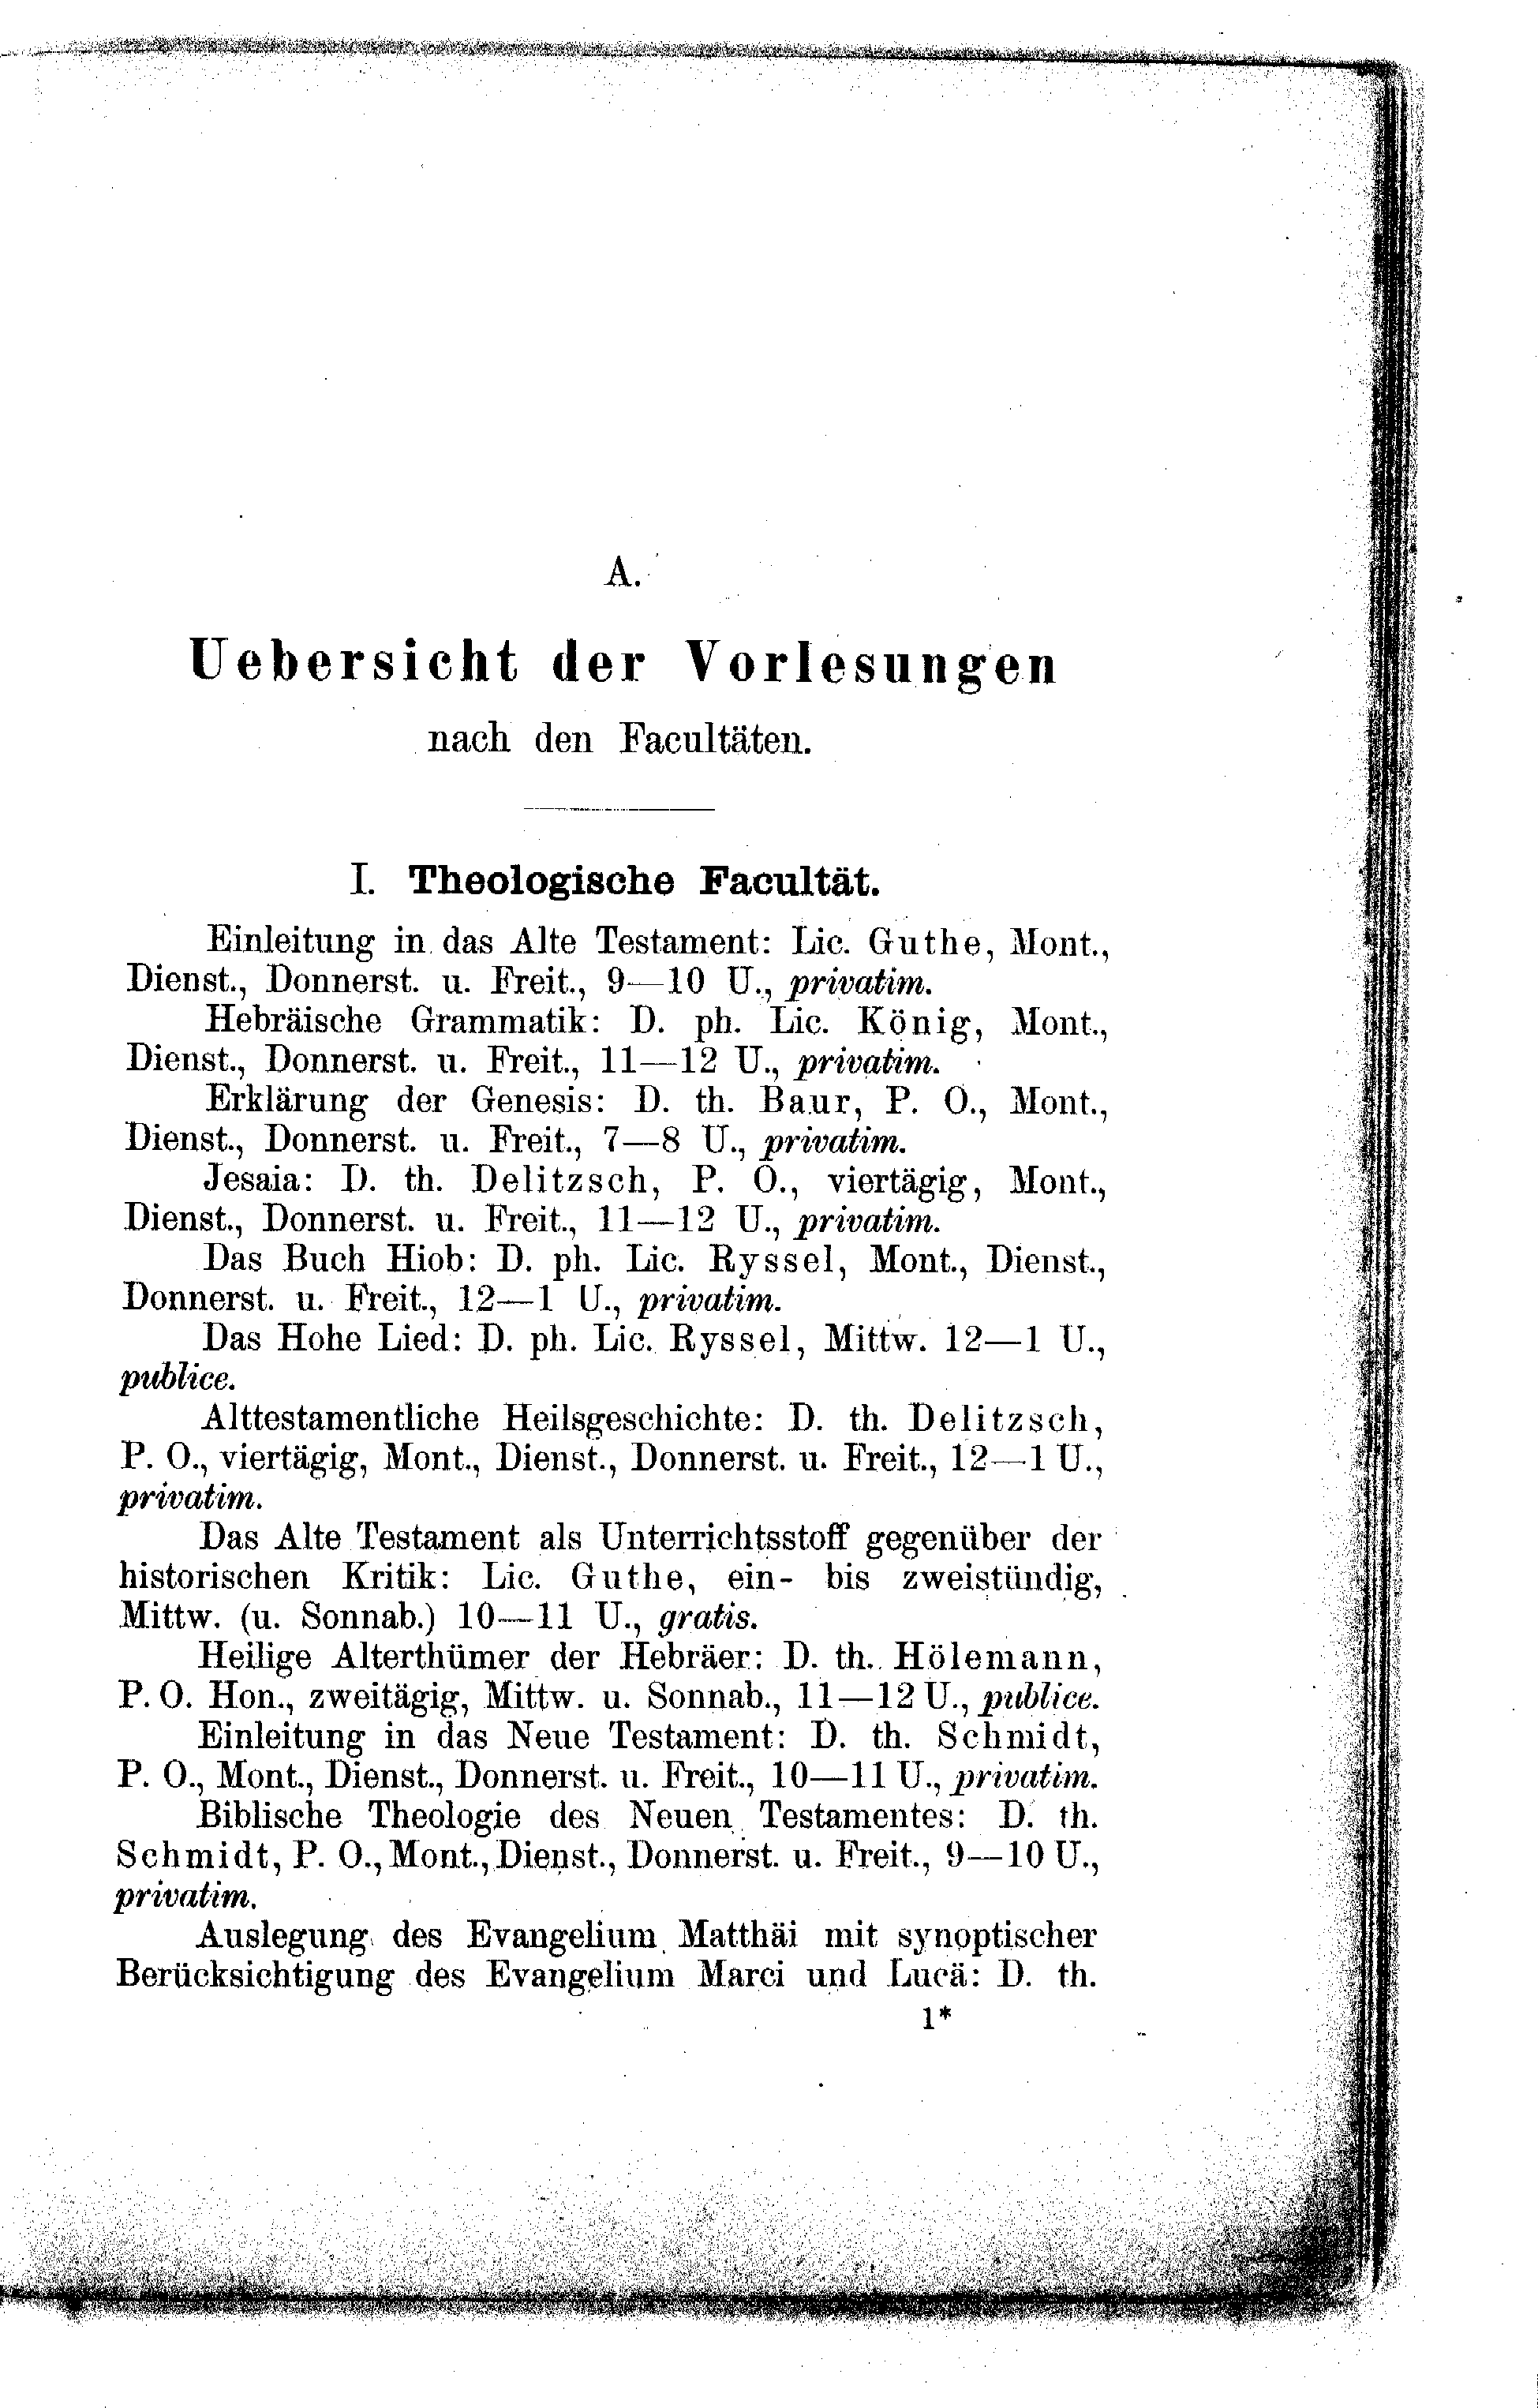 A.
Uebersicht der Vorlesungen
nach den Facultäten.
I. Theologische Facultät.
Einleitung in das Alte Testament: Lic. Guthe, Mont.,
Dienst., Donnerst. u. Freit., 9—10 U., privatim.
Hebräische Grammatik: D. ph. Lic. König, Mont.,
Dienst., Donnerst. u. Freit., 11—12 U., privatim.
Erklärung der Genesis: D. th. Baur, P. O., Mont.,
Dienst., Donnerst. u. Freit., 7—8 U., privatim.
Jesaia: D. th. Delitzsch, P. O., viertägig, Mont.,
Dienst., Donnerst. u. Freit., 11—12 U., privatim.
Das Buch Hiob: D. ph. Lic. Ryssel, Mont., Dienst.,
Donnerst. u. Freit., 12—1 U., privatim.
Das Hohe Lied: D. ph. Lic. Ryssel, Mittw. 12—1 U.,
publice.
Alttestamentliche Heilsgeschichte: D. th. Delitzsch,
P. O., viertägig, Mont., Dienst., Donnerst. u. Freit., 12—1 U.,
privatim.
Das Alte Testament als Unterrichtsstoff gegenüber der
historischen Kritik: Lic. Guthe, ein- bis zweistündig,
Mittw. (u. Sonnab.) 10—11 U., gratis.
Heilige Alterthümer der Hebräer: D. th. Hölemann,
P. O. Hon., zweitägig, Mittw. u. Sonnab., 11—12 U., publice.
Einleitung in das Neue Testament: D. th. Schmidt,
P. O., Mont., Dienst., Donnerst. u. Freit., 10—11 U., privatim.
Biblische Theologie des Neuen Testamentes: D. th.
Schmidt, P. O., Mont., Dienst., Donnerst. u. Freit., 9—10 U.,
privatim.
Auslegung des Evangelium Matthäi mit synoptischer
Berücksichtigung des Evangelium Marci und Lucä: D. th.
1*